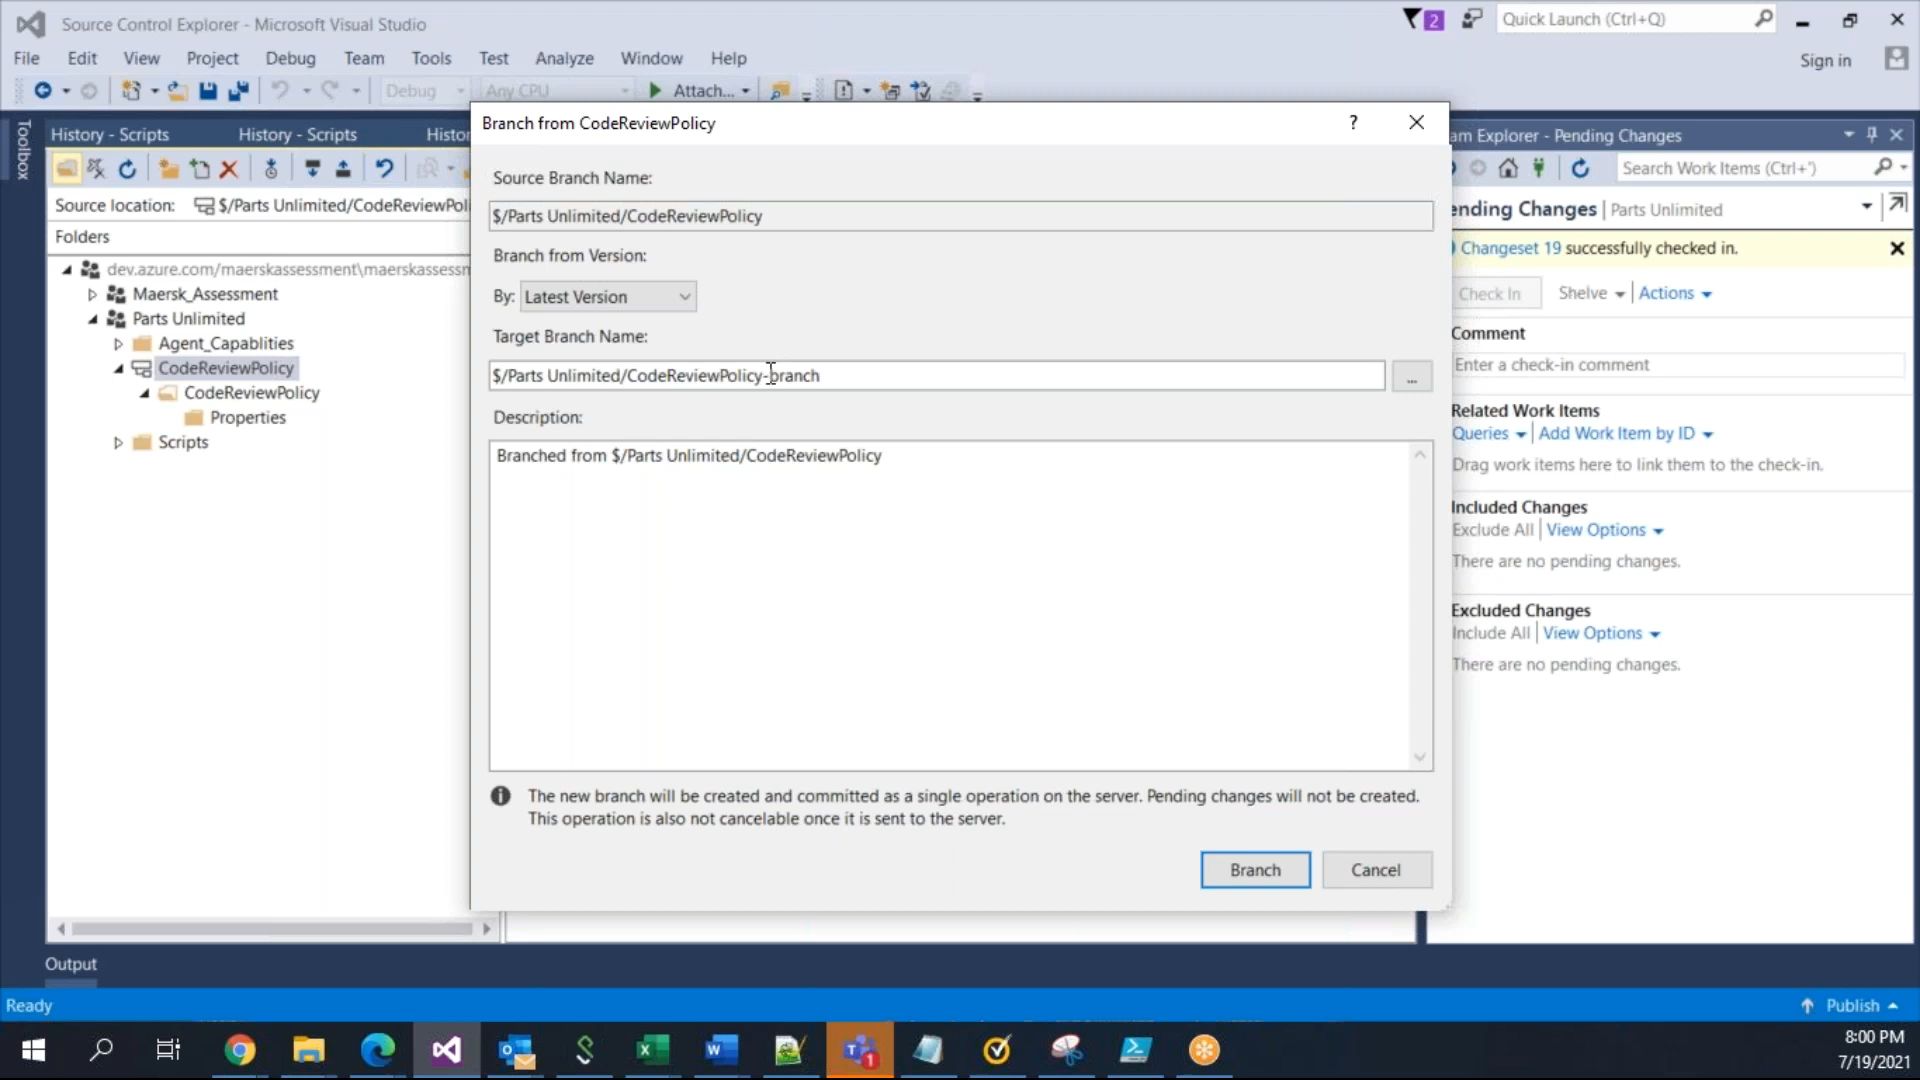 Source Control Explorer - Microsoft Visual Studio
2
Quick Launch (Ctrl+Q)
File Edit View Project Debug Team Tools Test Analyze Window Help
Sign in
Debug Any CPU Attach...
Toolbox
History - Scripts History - Scripts
Source location: $/Parts Unlimited/CodeReviewPoli
Folders
dev.azure.com/maerskassessment\maerskassessm
Maersk_Assessment
Parts Unlimited
Agent_Capablities
CodeReviewPolicy
CodeReviewPolicy
Properties
Scripts
Branch from CodeReviewPolicy
?
Source Branch Name:
$/Parts Unlimited/CodeReviewPolicy
Branch from Version:
By: Latest Version
Target Branch Name:
$/Parts Unlimited/CodeReviewPolicy-branch
...
Description:
Branched from $/Parts Unlimited/CodeReviewPolicy
The new branch will be created and committed as a single operation on the server. Pending changes will not be created.
This operation is also not cancelable once it is sent to the server.
Branch Cancel
am Explorer - Pending Changes
Search Work Items (Ctrl+')
ending Changes | Parts Unlimited
Changeset 19 successfully checked in.
Check In Shelve Actions
Comment
Enter a check-in comment
Related Work Items
Queries Add Work Item by ID
Drag work items here to link them to the check-in.
Included Changes
Exclude All View Options
There are no pending changes.
Excluded Changes
Include All View Options
There are no pending changes.
Output
Ready
Publish
8:00 PM
7/19/2021